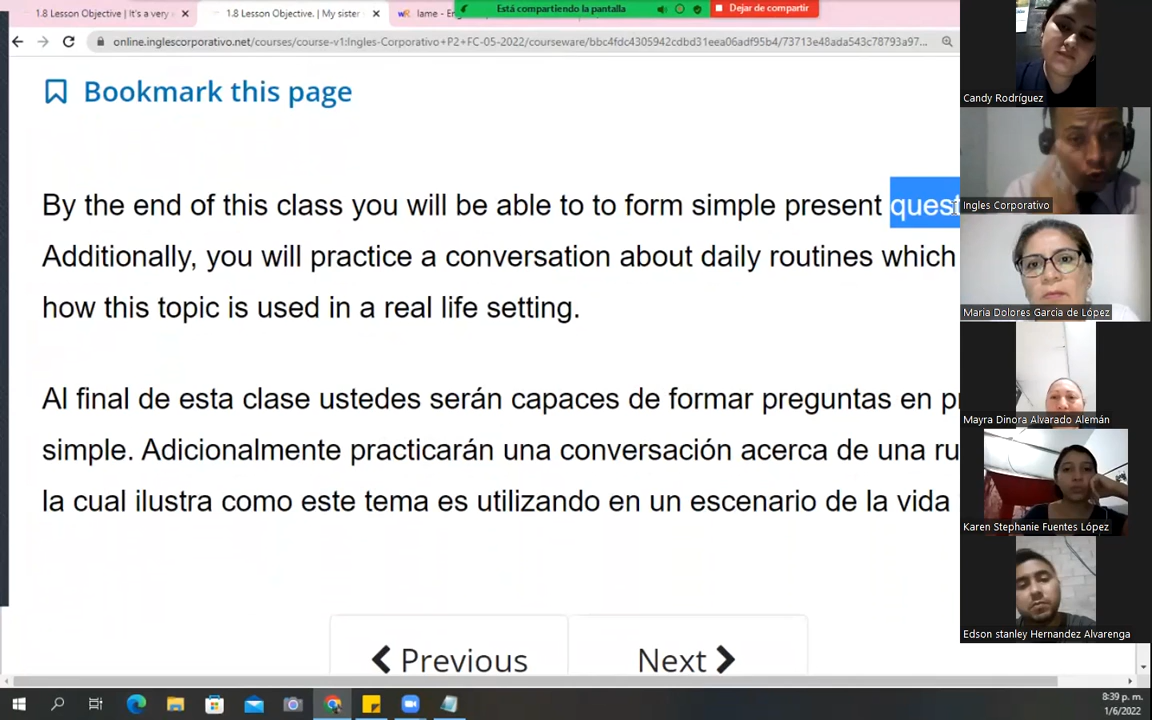 1.8 Lesson Objective | It's a very
1.8 Lesson Objective. | My sister
lame - Eng
Está compartiendo la pantalla
Dejar de compartir
online.inglescorporativo.net/courses/course-v1:Ingles-Corporativo+P2+FC-05-2022/courseware/bbc4fdc4305942cdbd31eea06adf95b4/73713e48ada543c78793a97...
Bookmark this page
By the end of this class you will be able to to form simple present quest
Additionally, you will practice a conversation about daily routines which
how this topic is used in a real life setting.
Al final de esta clase ustedes serán capaces de formar preguntas en p
simple. Adicionalmente practicarán una conversación acerca de una ru
la cual ilustra como este tema es utilizando en un escenario de la vida
Previous
Next
Candy Rodríguez
Ingles Corporativo
Maria Dolores Garcia de López
Mayra Dinora Alvarado Alemán
Karen Stephanie Fuentes López
Edson stanley Hernandez Alvarenga
8:39 p. m.
1/6/2022